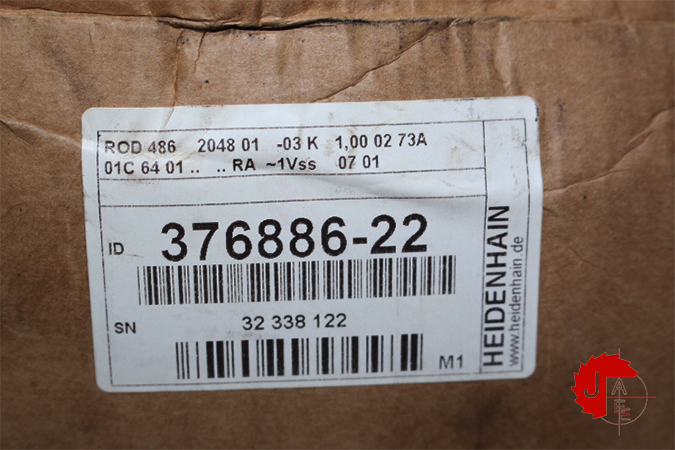 ROD 486 2048 01 -03 K 1,00 02 73A
01C 64 01 .. .. RA ~1Vss 07 01
ID 376886-22
SN 32 338 122
M1
HEIDENHAIN
www.heidenhain.de
J